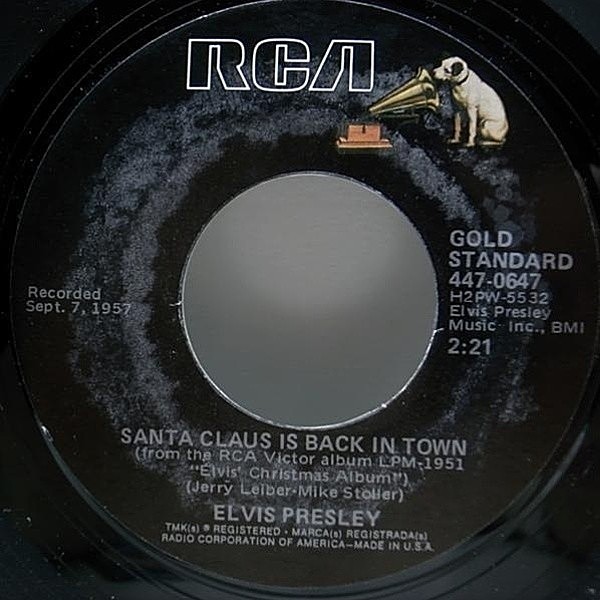 RCA
GOLD
STANDARD
447-0647
H2PW-5532
Elvis Presley
Music Inc., BMI
2:21
Recorded
Sept. 7, 1957
SANTA CLAUS IS BACK IN TOWN
(from the RCA Victor album LPM-1951
"Elvis' Christmas Album")
(Jerry Leiber-Mike Stoller)
ELVIS PRESLEY
TMK(s) ® REGISTERED • MARCA(s) REGISTRADA(s)
RADIO CORPORATION OF AMERICA—MADE IN U.S.A.